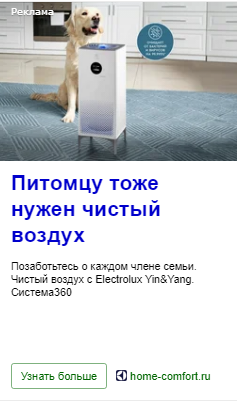 Реклама
Питомцу тоже
нужен чистый
воздух
Позаботьтесь о каждом члене семьи.
Чистый воздух с Electrolux Yin&Yang.
Система360
Узнать больше
home-comfort.ru